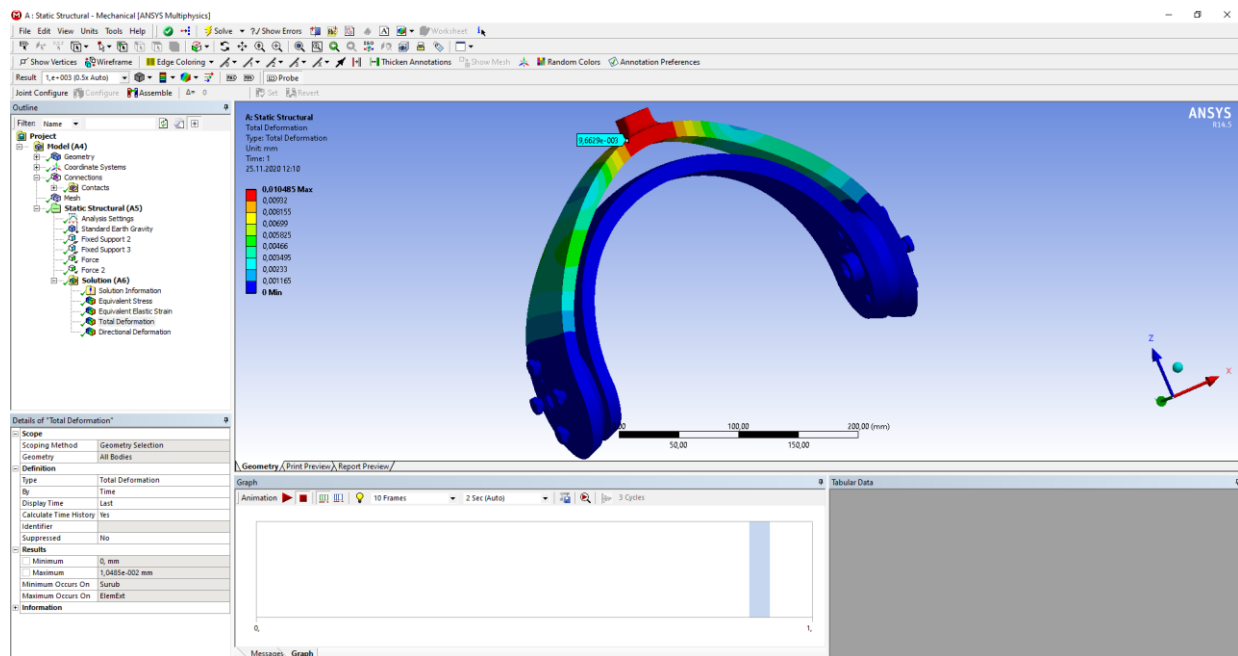 A : Static Structural - Mechanical [ANSYS Multiphysics]
File Edit View Units Tools Help Solve ?/ Show Errors Worksheet
Show Vertices Wireframe Edge Coloring Thicken Annotations Show Mesh Random Colors Annotation Preferences
Result 1,e+003 (0.5x Auto) Probe
Joint Configure Configure Assemble Δ= 0 Set Revert
Outline
Filter: Name
Project
Model (A4)
Geometry
Coordinate Systems
Connections
Contacts
Mesh
Static Structural (A5)
Analysis Settings
Standard Earth Gravity
Fixed Support 2
Fixed Support 3
Force
Force 2
Solution (A6)
Solution Information
Equivalent Stress
Equivalent Elastic Strain
Total Deformation
Directional Deformation
Details of "Total Deformation"
Scope
Scoping Method Geometry Selection
Geometry All Bodies
Definition
Type Total Deformation
By Time
Display Time Last
Calculate Time History Yes
Identifier
Suppressed No
Results
Minimum 0, mm
Maximum 1,0485e-002 mm
Minimum Occurs On Surub
Maximum Occurs On ElemExt
Information
A: Static Structural
Total Deformation
Type: Total Deformation
Unit: mm
Time: 1
25.11.2020 12:10
0,010485 Max
0,00932
0,008155
0,00699
0,005825
0,00466
0,003495
0,00233
0,001165
0 Min
9,6629e-003
ANSYS
R14.5
Z
X
100,00 200,00 (mm)
50,00 150,00
Geometry Print Preview Report Preview
Graph
Animation 10 Frames 2 Sec (Auto) 3 Cycles
0, 1,
Messages Graph
Tabular Data